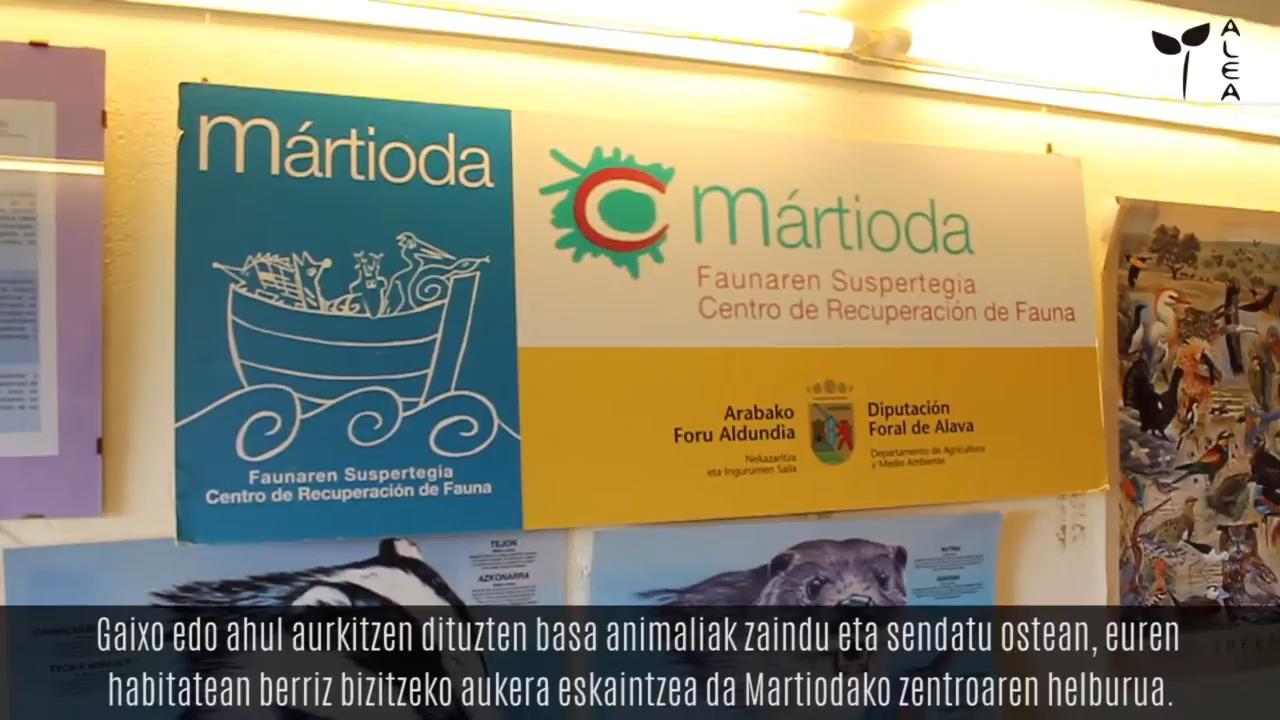 ALEA
mártioda
Faunaren Suspertegia
Centro de Recuperación de Fauna
mártioda
Faunaren Suspertegia
Centro de Recuperación de Fauna
Arabako
Foru Aldundia
Nekazaritza
eta Ingurumen Saila
Diputación
Foral de Alava
Departamento de Agricultura
y Medio Ambiente
TEJON
AZKONARRA
Gaixo edo ahul aurkitzen dituzten basa animaliak zaindu eta sendatu ostean, euren
habitatean berriz bizitzeko aukera eskaintzea da Martiodako zentroaren helburua.